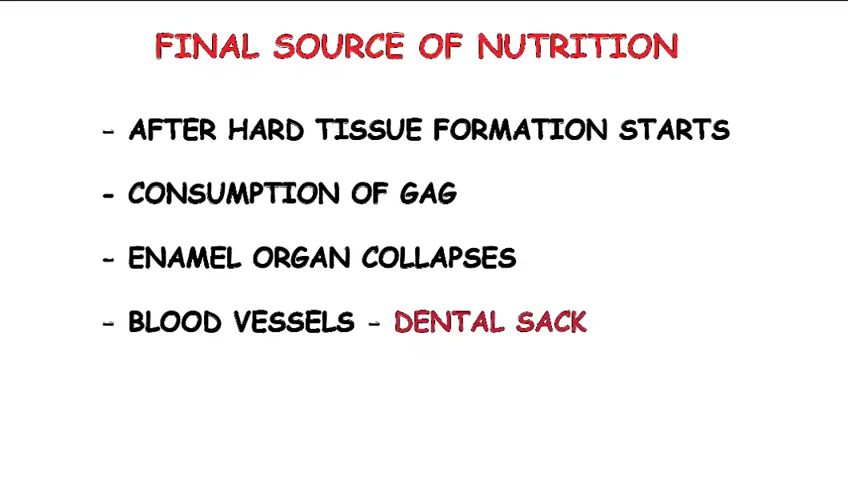 FINAL SOURCE OF NUTRITION
- AFTER HARD TISSUE FORMATION STARTS
- CONSUMPTION OF GAG
- ENAMEL ORGAN COLLAPSES
- BLOOD VESSELS - DENTAL SACK